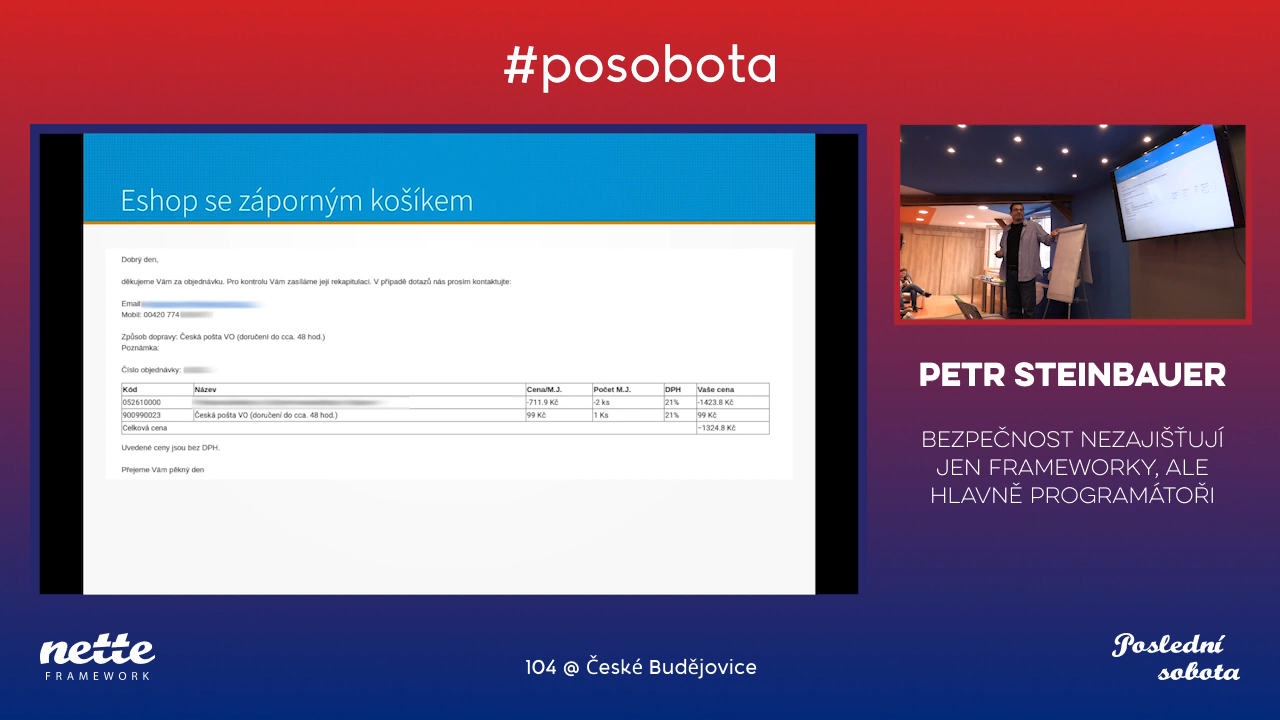 #posobota
Eshop se záporným košíkem
Dobrý den,
děkujeme Vám za objednávku. Pro kontrolu Vám zasíláme její rekapitulaci. V případě dotazů nás prosím kontaktujte:
Email
Mobil: 00420 774
Způsob dopravy: Česká pošta VO (doručení do cca. 48 hod.)
Poznámka:
Číslo objednávky:
Kód Název Cena/M.J. Počet M.J. DPH Vaše cena
052610000 -711.9 Kč -2 ks 21% -1423.8 Kč
900990023 Česká pošta VO (doručení do cca. 48 hod.) 99 Kč 1 Ks 21% 99 Kč
Celková cena −1324.8 Kč
Uvedené ceny jsou bez DPH.
Přejeme Vám pěkný den
PETR STEINBAUER
BEZPEČNOST NEZAJIŠŤUJÍ
JEN FRAMEWORKY, ALE
HLAVNĚ PROGRAMÁTOŘI
nette
FRAMEWORK
104 @ České Budějovice
Poslední
sobota